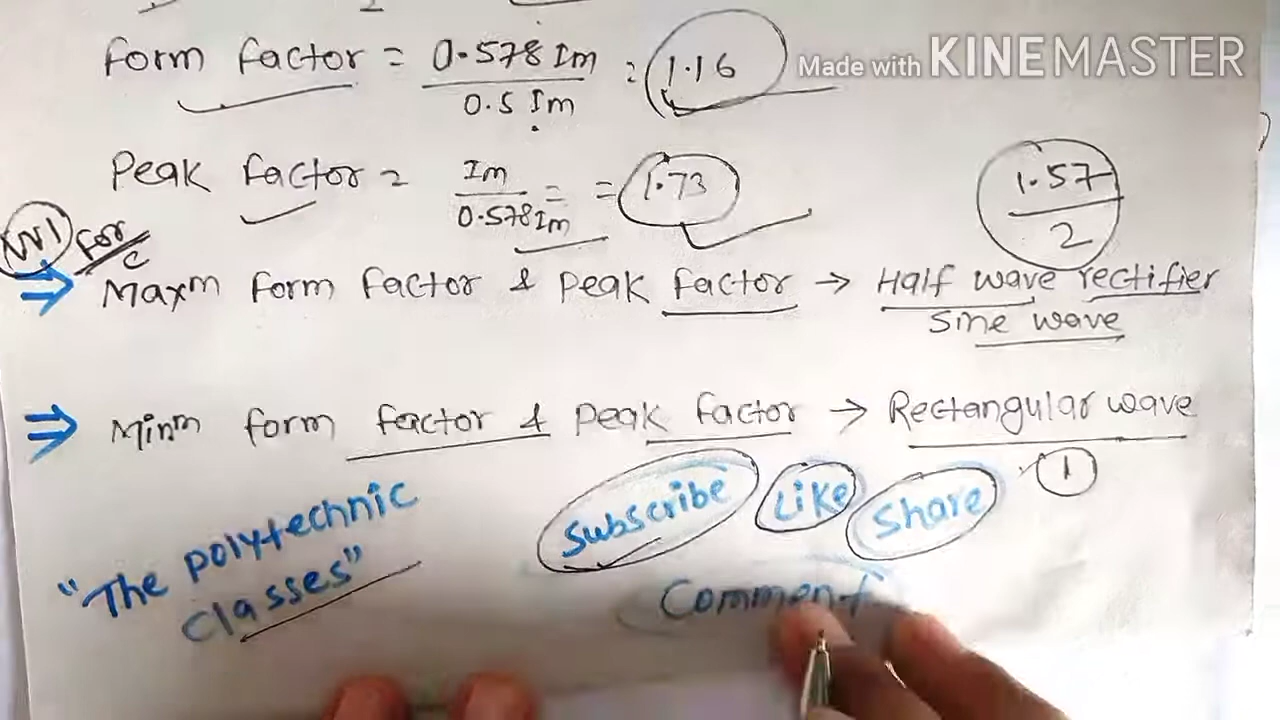 Form factor = 0.578 Im / 0.5 Im = 1.16
Made with KINEMASTER
Peak factor = Im / 0.578 Im = = 1.73
1.57 / 2
VVI for c
⇒ Maxm form factor & Peak factor → Half wave rectifier
Sine wave
⇒ Minm form factor & Peak factor → Rectangular wave
1
Subscribe Like Share
"The polytechnic
classes"
Comment